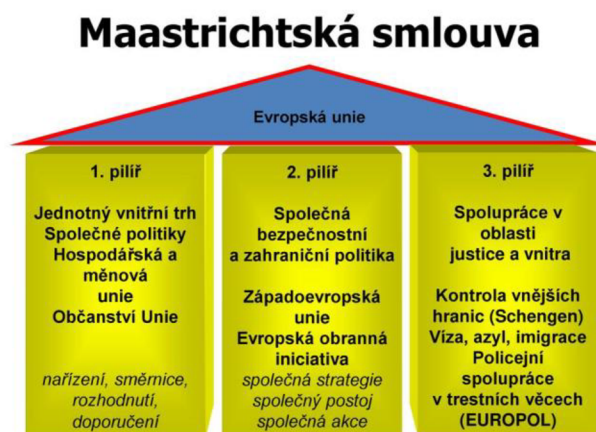 Maastrichtská smlouva
Evropská unie
1. pilíř
Jednotný vnitřní trh
Společné politiky
Hospodářská a
měnová
unie
Občanství Unie
nařízení, směrnice,
rozhodnutí,
doporučení
2. pilíř
Společná
bezpečnostní
a zahraniční politika
Západoevropská
unie
Evropská obranná
iniciativa
společná strategie
společný postoj
společná akce
3. pilíř
Spolupráce v
oblasti
justice a vnitra
Kontrola vnějších
hranic (Schengen)
Víza, azyl, imigrace
Policejní
spolupráce
v trestních věcech
(EUROPOL)